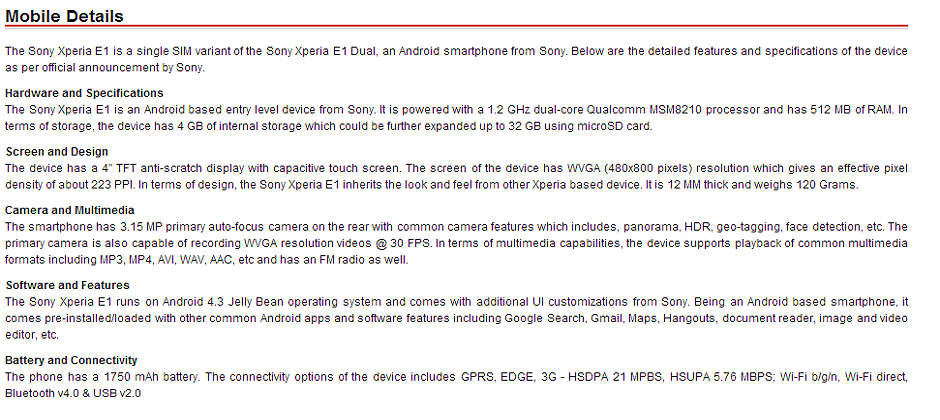 Mobile Details
The Sony Xperia E1 is a single SIM variant of the Sony Xperia E1 Dual, an Android smartphone from Sony. Below are the detailed features and specifications of the device
as per official announcement by Sony.
Hardware and Specifications
The Sony Xperia E1 is an Android based entry level device from Sony. It is powered with a 1.2 GHz dual-core Qualcomm MSM8210 processor and has 512 MB of RAM. In
terms of storage, the device has 4 GB of internal storage which could be further expanded up to 32 GB using microSD card.
Screen and Design
The device has a 4" TFT anti-scratch display with capacitive touch screen. The screen of the device has WVGA (480x800 pixels) resolution which gives an effective pixel
density of about 223 PPI. In terms of design, the Sony Xperia E1 inherits the look and feel from other Xperia based device. It is 12 MM thick and weighs 120 Grams.
Camera and Multimedia
The smartphone has 3.15 MP primary auto-focus camera on the rear with common camera features which includes, panorama, HDR, geo-tagging, face detection, etc. The
primary camera is also capable of recording WVGA resolution videos @ 30 FPS. In terms of multimedia capabilities, the device supports playback of common multimedia
formats including MP3, MP4, AVI, WAV, AAC, etc and has an FM radio as well.
Software and Features
The Sony Xperia E1 runs on Android 4.3 Jelly Bean operating system and comes with additional UI customizations from Sony. Being an Android based smartphone, it
comes pre-installed/loaded with other common Android apps and software features including Google Search, Gmail, Maps, Hangouts, document reader, image and video
editor, etc.
Battery and Connectivity
The phone has a 1750 mAh battery. The connectivity options of the device includes GPRS, EDGE, 3G - HSDPA 21 MPBS, HSUPA 5.76 MBPS; Wi-Fi b/g/n, Wi-Fi direct,
Bluetooth v4.0 & USB v2.0